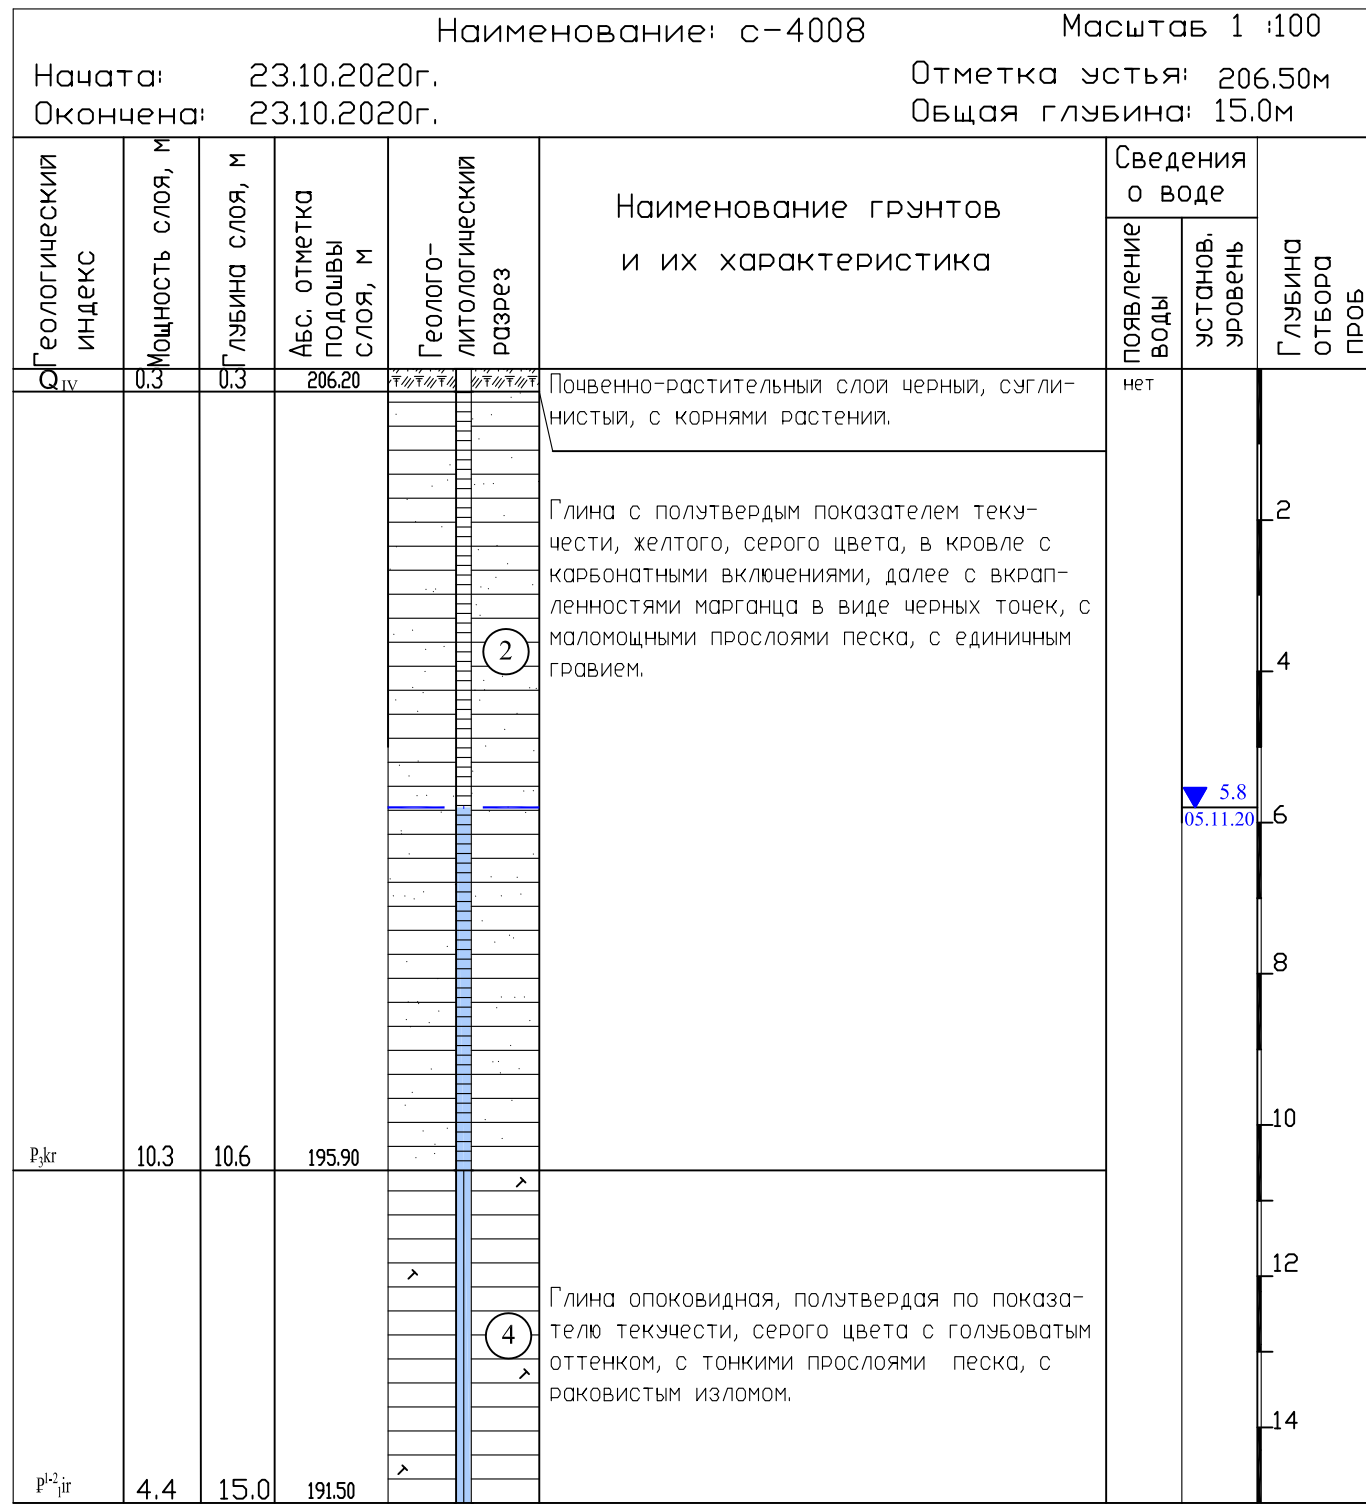 Наименование: с-4008
Масштаб 1 :100
Начата: 23.10.2020г.
Отметка устья: 206.50м
Окончена: 23.10.2020г.
Общая глубина: 15.0м
Геологический
индекс
Мощность слоя, м
Глубина слоя, м
Абс. отметка
подошвы
слоя, м
Геолого-
литологический
разрез
Наименование грунтов
и их характеристика
Сведения
о воде
появление
воды
установ.
уровень
Глубина
отбора
проб
QIV 0.3 0.3 206.20
Почвенно-растительный слой черный, сугли-
нистый, с корнями растений.
нет
Глина с полутвердым показателем теку-
чести, желтого, серого цвета, в кровле с
карбонатными включениями, далее с вкрап-
ленностями марганца в виде черных точек, с
маломощными прослоями песка, с единичным
гравием.
2
2
4
5.8
05.11.20
6
8
10
₽3kr 10.3 10.6 195.90
12
Глина опоковидная, полутвердая по показа-
телю текучести, серого цвета с голубоватым
оттенком, с тонкими прослоями песка, с
раковистым изломом.
4
14
₽1-21ir 4.4 15.0 191.50